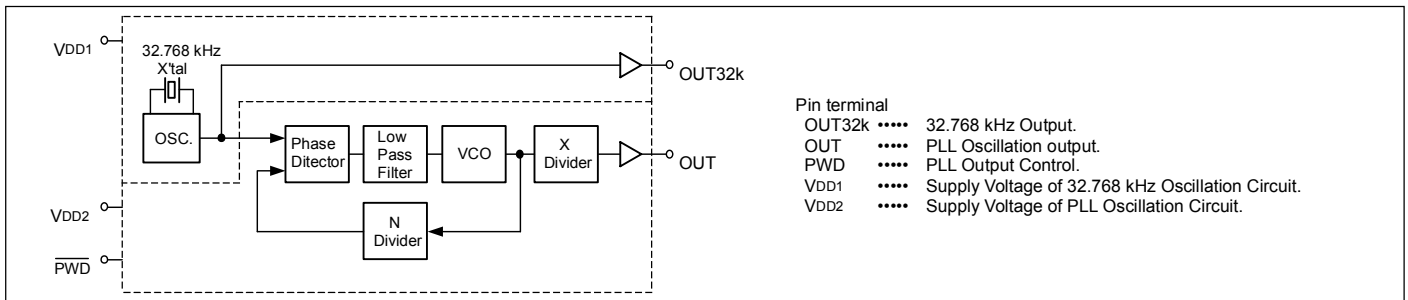 VDD1
32.768 kHz
X'tal
OUT32k
OSC.
Phase
Ditector
Low
Pass
Filter
VCO
X
Divider
OUT
VDD2
N
Divider
PWD
Pin terminal
OUT32k ••••• 32.768 kHz Output.
OUT ••••• PLL Oscillation output.
PWD ••••• PLL Output Control.
VDD1 ••••• Supply Voltage of 32.768 kHz Oscillation Circuit.
VDD2 ••••• Supply Voltage of PLL Oscillation Circuit.